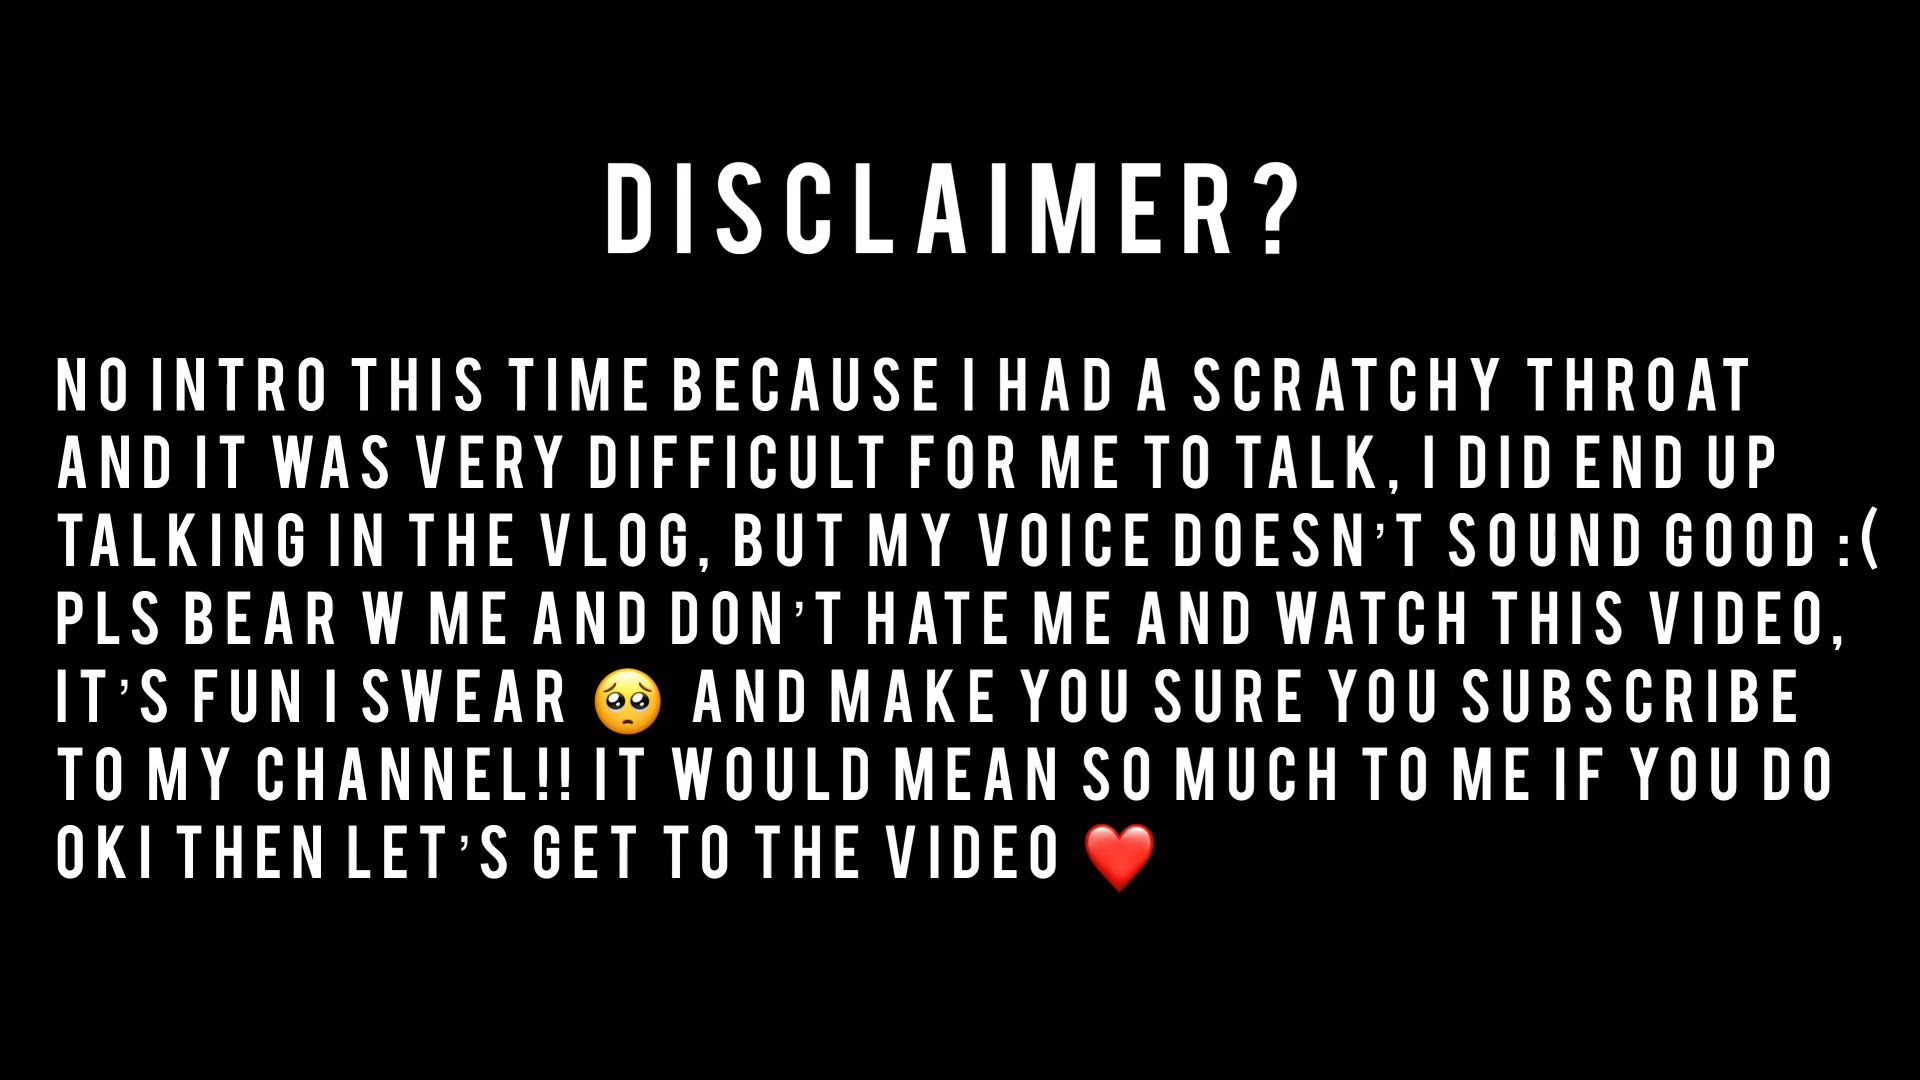 DISCLAIMER?
NO INTRO THIS TIME BECAUSE I HAD A SCRATCHY THROAT
AND IT WAS VERY DIFFICULT FOR ME TO TALK, I DID END UP
TALKING IN THE VLOG, BUT MY VOICE DOESN’T SOUND GOOD :(
PLS BEAR W ME AND DON’T HATE ME AND WATCH THIS VIDEO,
IT’S FUN I SWEAR 🥺 AND MAKE YOU SURE YOU SUBSCRIBE
TO MY CHANNEL!! IT WOULD MEAN SO MUCH TO ME IF YOU DO
OKI THEN LET’S GET TO THE VIDEO ❤️